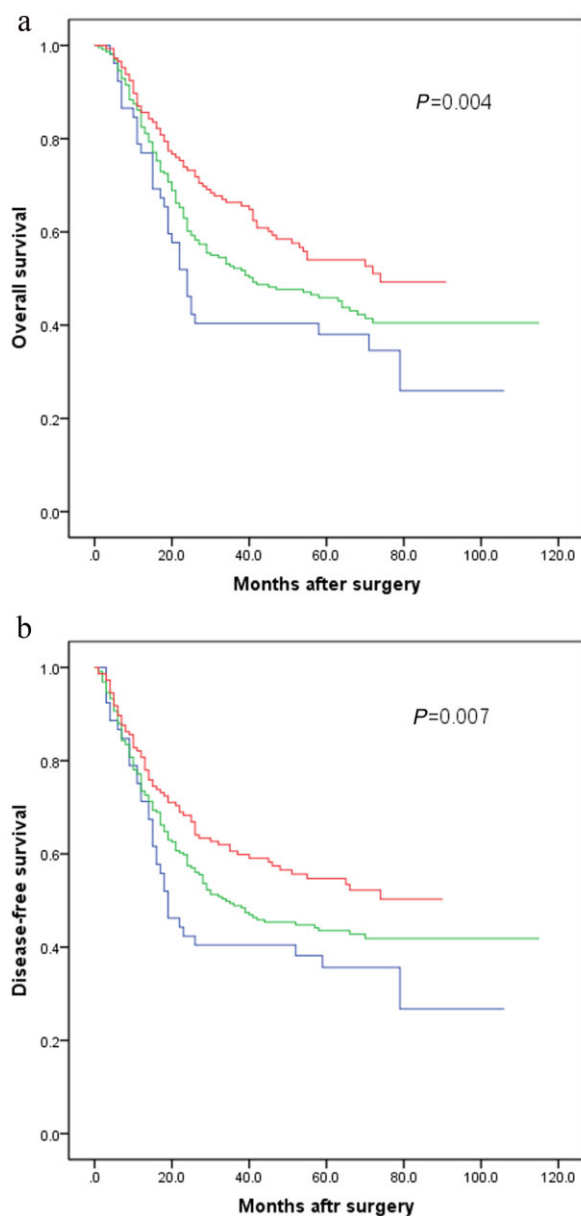 a
P=0.004
1.0
0.8
0.6
0.4
0.2
0.0
Overall survival
.0 20.0 40.0 60.0 80.0 100.0 120.0
Months after surgery
b
P=0.007
1.0
0.8
0.6
0.4
0.2
0.0
Disease-free survival
.0 20.0 40.0 60.0 80.0 100.0 120.0
Months aftr surgery